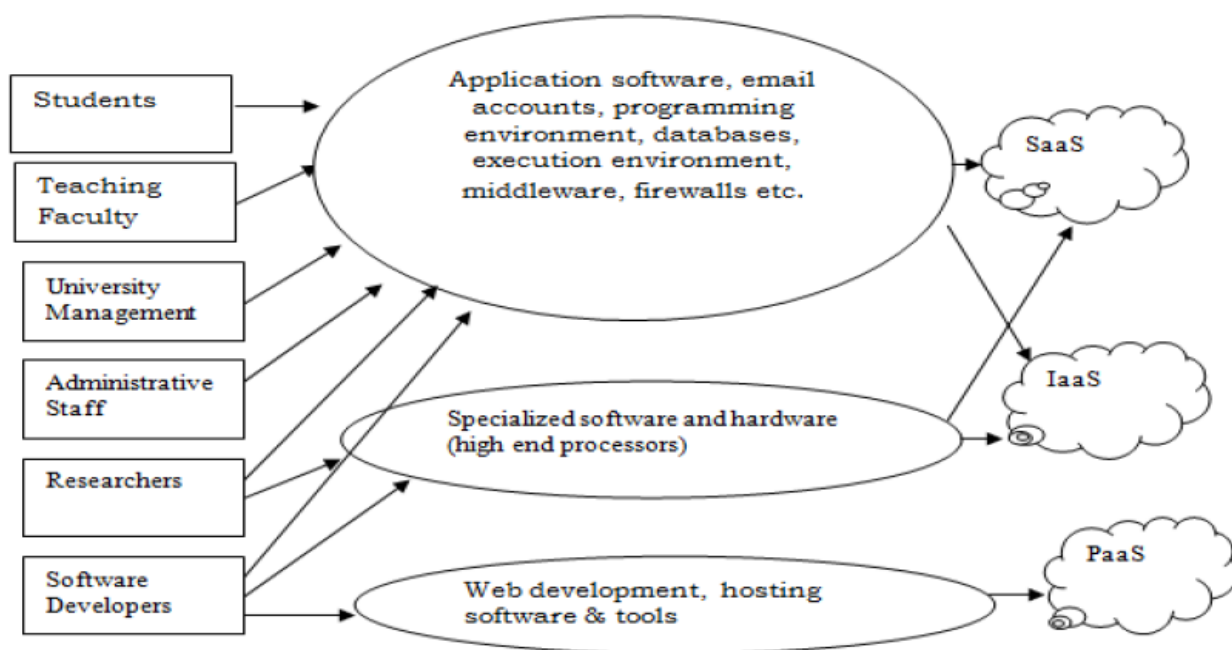 Students
Teaching
Faculty
University
Management
Administrative
Staff
Researchers
Software
Developers
Application software, email
accounts, programming
environment, databases,
execution environment,
middleware, firewalls etc.
Specialized software and hardware
(high end processors)
Web development, hosting
software & tools
SaaS
IaaS
PaaS